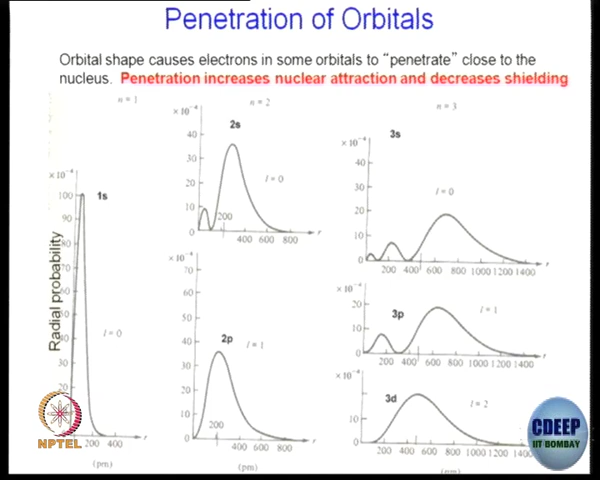 Penetration of Orbitals
Orbital shape causes electrons in some orbitals to "penetrate" close to the
nucleus. Penetration increases nuclear attraction and decreases shielding
n = 1
n = 2
n = 3
× 10⁻⁴
1s
100
90
80
70
60
50
40
30
20
l = 0
200 400
r
(pm)
Radial probability
× 10⁻⁴
2s
40
30
20
10
0
l = 0
200
400 600 800
r
× 10⁻⁴
70
60
50
40
30
20
10
0
2p
l = 1
200
400 600 800
r
(pm)
× 10⁻⁴
3s
40
30
20
10
0
l = 0
200 400 600 800 1000 1200 1400
r
× 10⁻⁴
20
10
0
3p
l = 1
200 400 600 800 1000 1200 1400
r
× 10⁻⁴
3d
10
0
l = 2
200 400 600 800 1000 1200 1400
(pm)
NPTEL
CDEEP
IIT BOMBAY